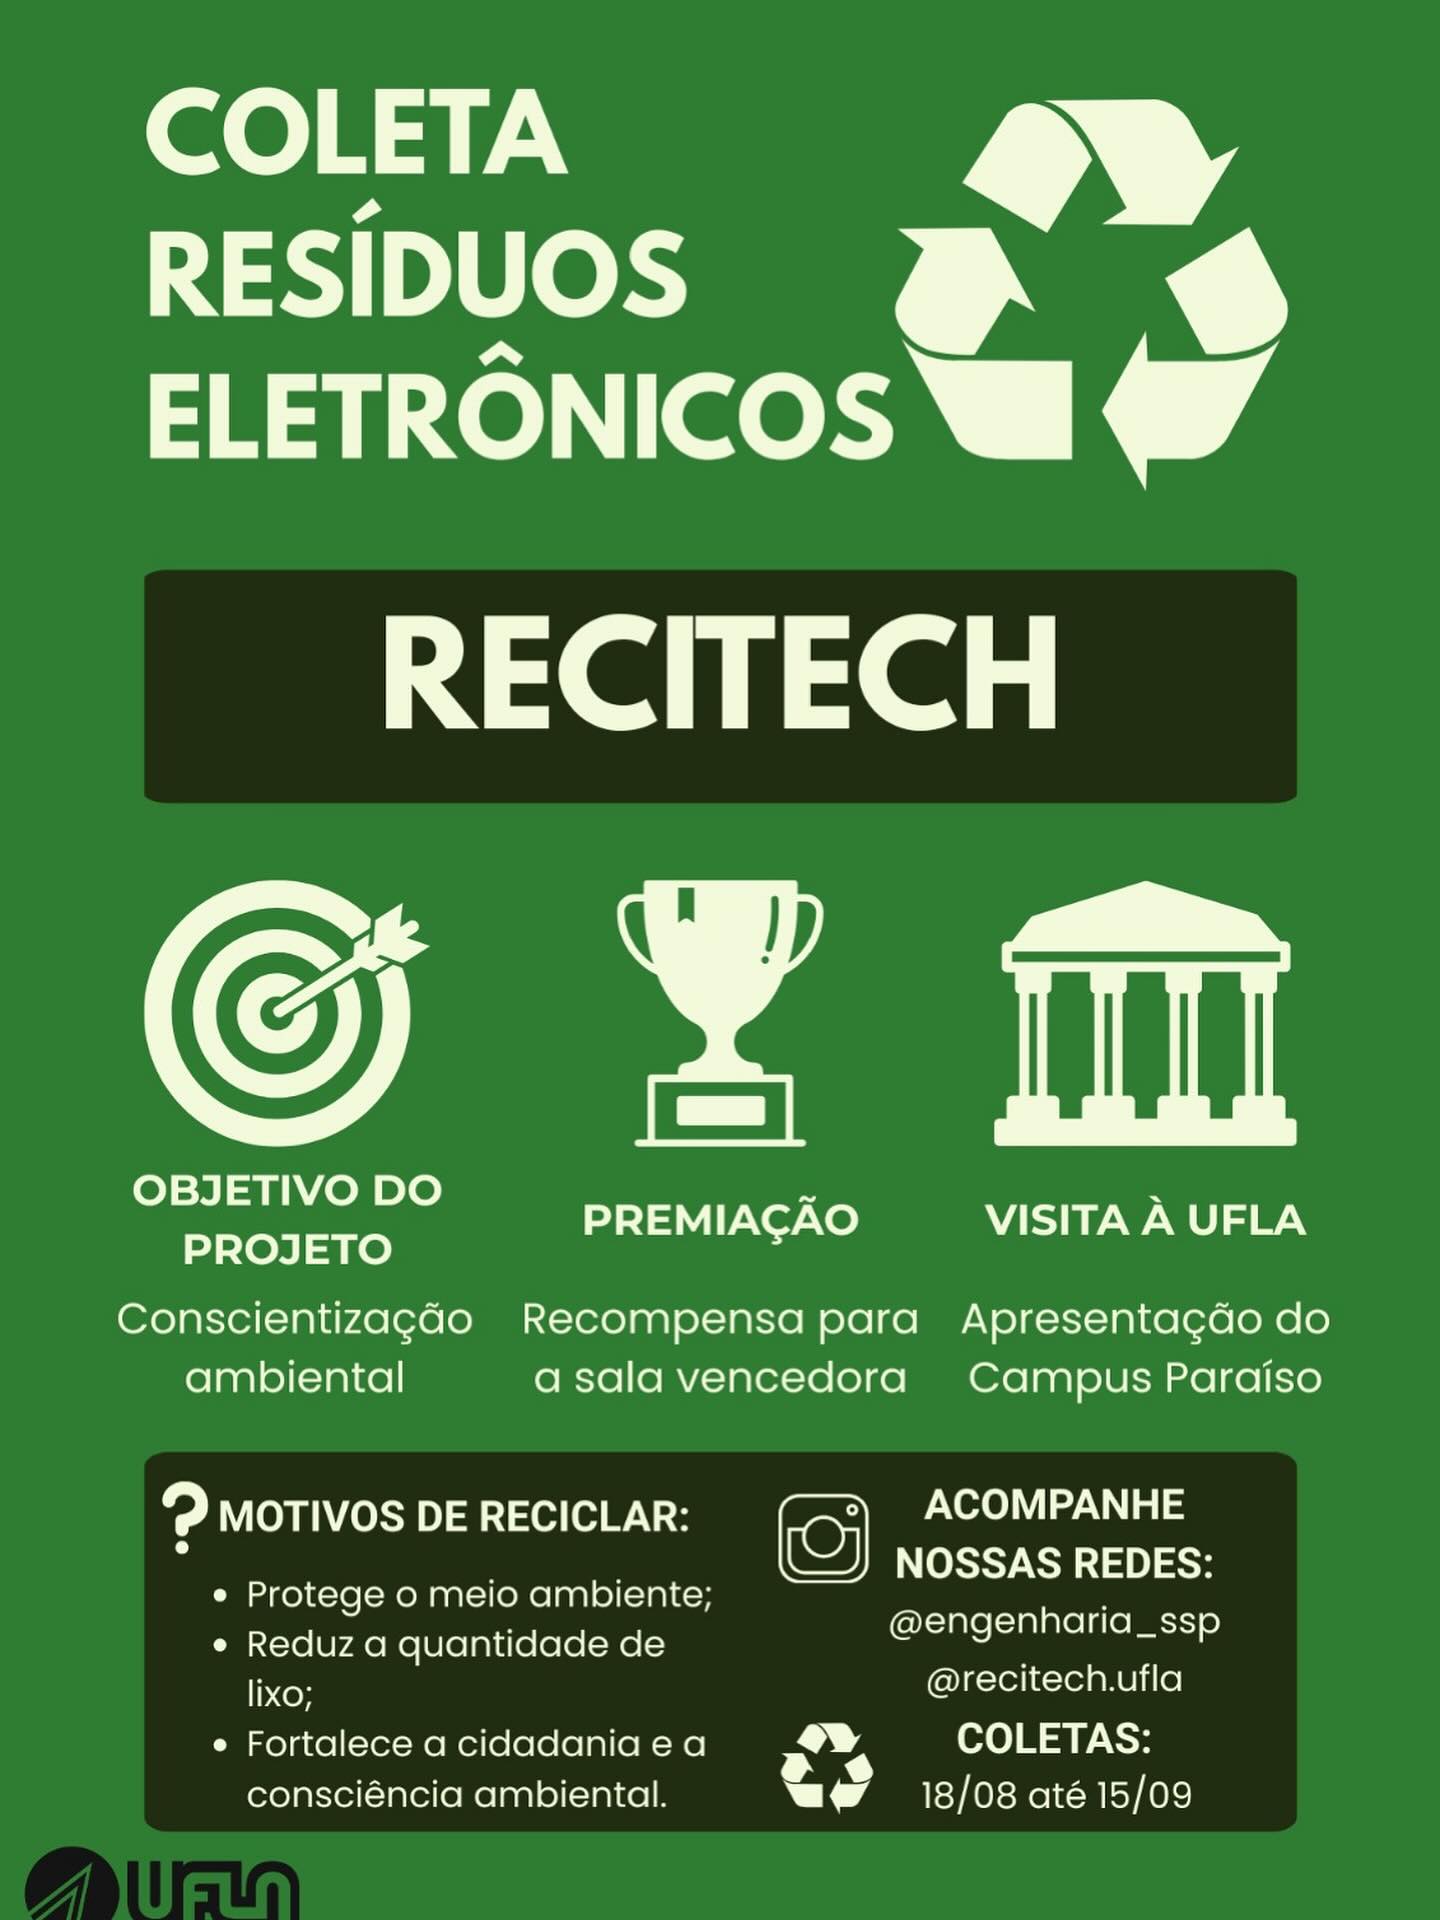 COLETA
RESÍDUOS
ELETRÔNICOS
RECITECH
OBJETIVO DO
PROJETO
Conscientização
ambiental
PREMIAÇÃO
Recompensa para
a sala vencedora
VISITA À UFLA
Apresentação do
Campus Paraíso
? MOTIVOS DE RECICLAR:
• Protege o meio ambiente;
• Reduz a quantidade de
lixo;
• Fortalece a cidadania e a
consciência ambiental.
ACOMPANHE
NOSSAS REDES:
@engenharia_ssp
@recitech.ufla
COLETAS:
18/08 até 15/09
UFLA